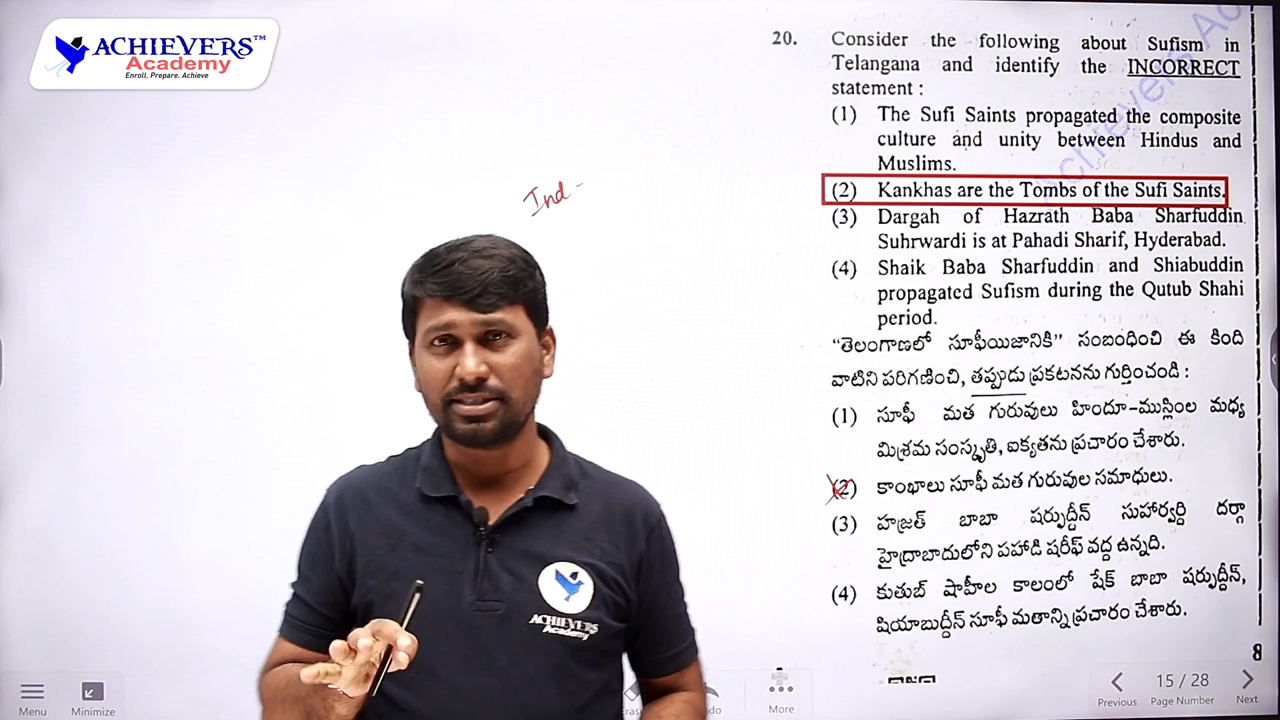 ACHIEVERS™
Academy
Enroll. Prepare. Achieve
Ind -
20. Consider the following about Sufism in
Telangana and identify the INCORRECT
statement :
(1) The Sufi Saints propagated the composite
culture and unity between Hindus and
Muslims.
(2) Kankhas are the Tombs of the Sufi Saints.
(3) Dargah of Hazrath Baba Sharfuddin
Suhrwardi is at Pahadi Sharif, Hyderabad.
(4) Shaik Baba Sharfuddin and Shiabuddin
propagated Sufism during the Qutub Shahi
period.
“తెలంగాణలో సూఫీయిజానికి” సంబంధించి ఈ కింది
వాటిని పరిగణించి, తప్పుడు ప్రకటనను గుర్తించండి :
(1) సూఫీ మత గురువులు హిందూ-ముస్లింల మధ్య
మిశ్రమ సంస్కృతి, ఐక్యతను ప్రచారం చేశారు.
(2) కాంఖాలు సూఫీ మత గురువుల సమాధులు.
(3) హజ్రత్ బాబా షర్ఫుద్దీన్ సుహార్వర్ది దర్గా
హైద్రాబాదులోని పహాడి షరీఫ్ వద్ద ఉన్నది.
(4) కుతుబ్ షాహీల కాలంలో షేక్ బాబా షర్ఫుద్దీన్,
షియాబుద్దీన్ సూఫీ మతాన్ని ప్రచారం చేశారు.
8
ACHIEVERS
Academy
Menu
Minimize
More
Previous
15 / 28
Page Number
Next